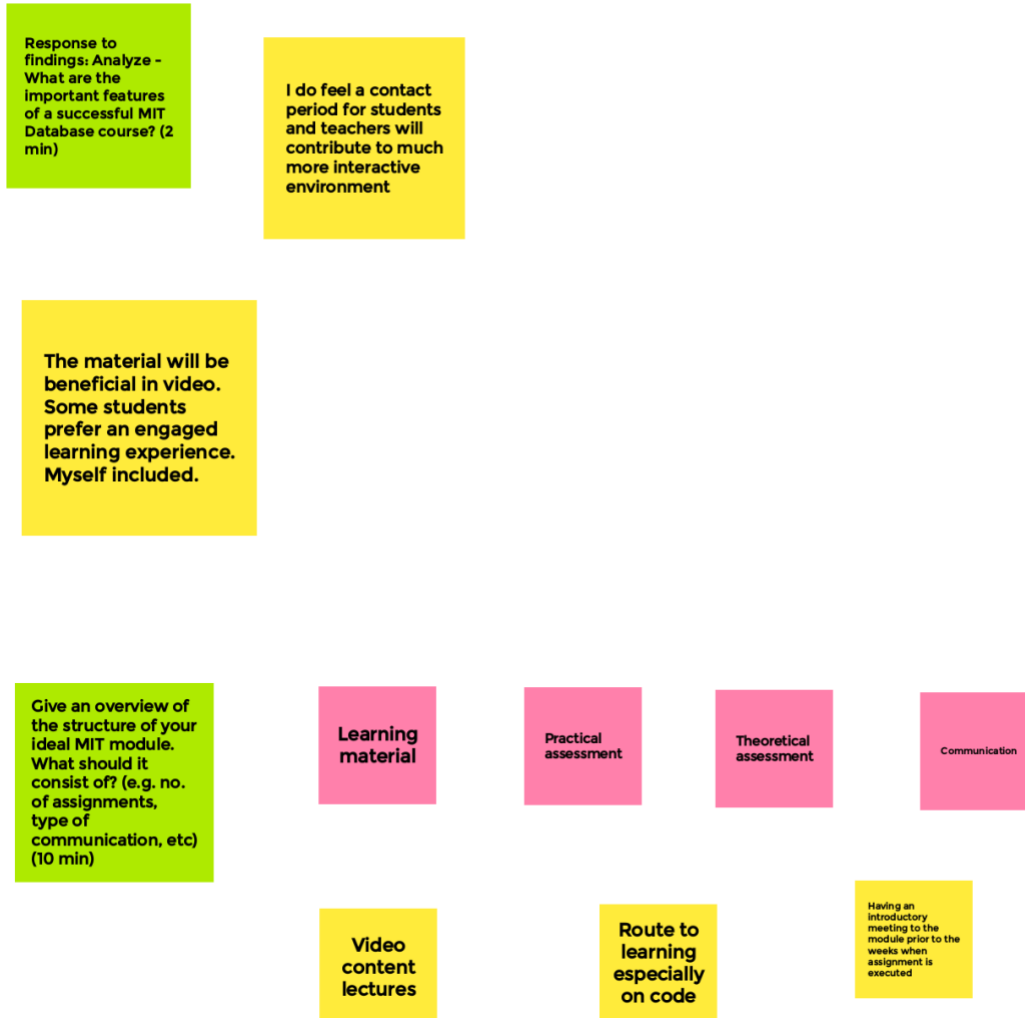 Response to
findings: Analyze -
What are the
important features
of a successful MIT
Database course? (2
min)
I do feel a contact
period for students
and teachers will
contribute to much
more interactive
environment
The material will be
beneficial in video.
Some students
prefer an engaged
learning experience.
Myself included.
Give an overview of
the structure of your
ideal MIT module.
What should it
consist of? (e.g. no.
of assignments,
type of
communication, etc)
(10 min)
Learning
material
Practical
assessment
Theoretical
assessment
Communication
Video
content
lectures
Route to
learning
especially
on code
Having an
introductory
meeting to the
module prior to the
weeks when
assignment is
executed